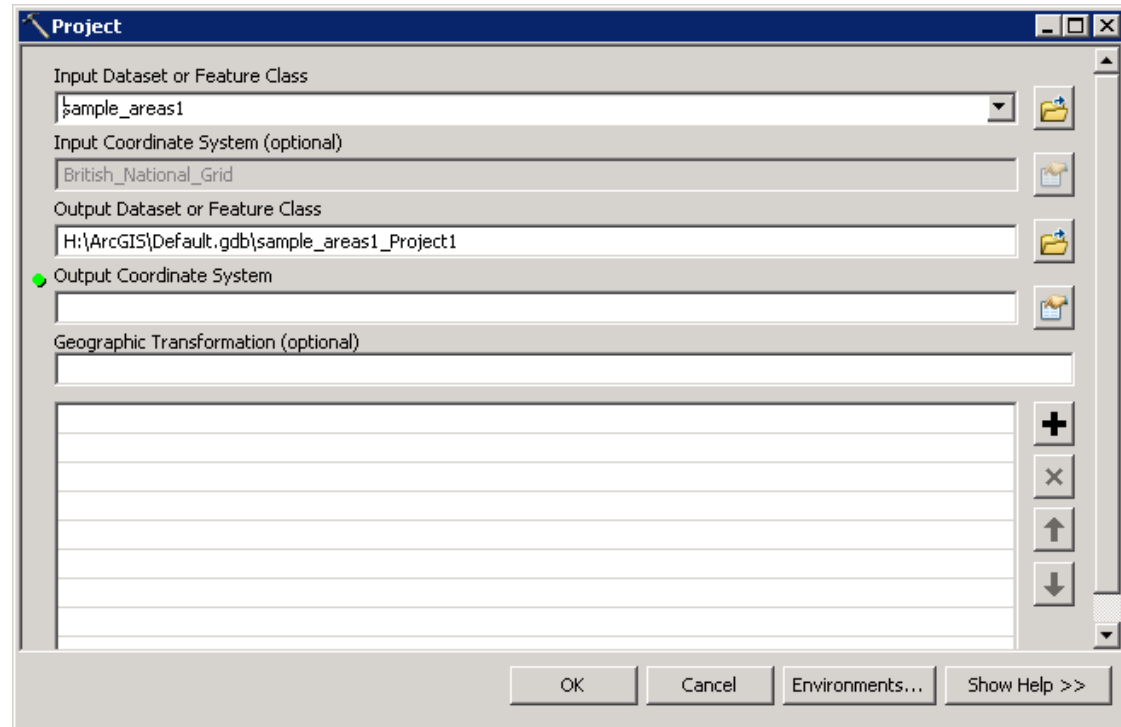 Project
Input Dataset or Feature Class
sample_areas1
Input Coordinate System (optional)
British_National_Grid
Output Dataset or Feature Class
H:\ArcGIS\Default.gdb\sample_areas1_Project1
Output Coordinate System
Geographic Transformation (optional)
OK
Cancel
Environments...
Show Help >>